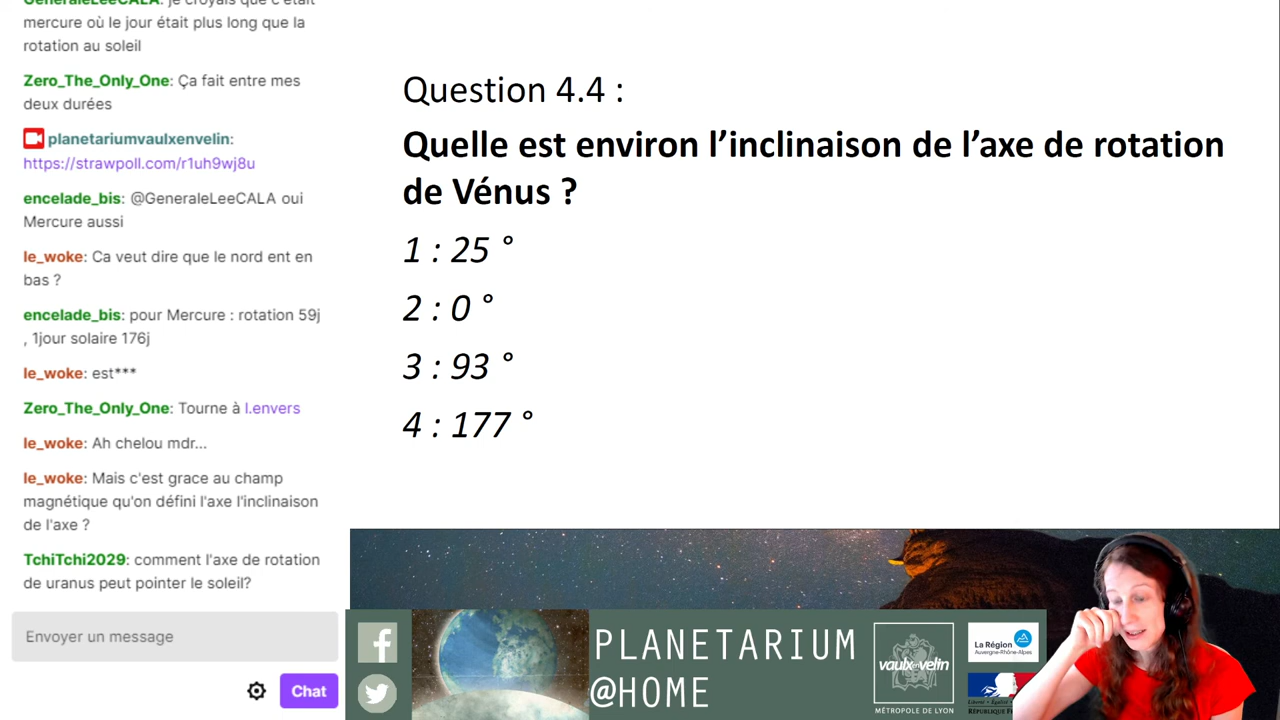 GeneraleLeeCALA: je croyais que c'était
mercure où le jour était plus long que la
rotation au soleil
Zero_The_Only_One: Ça fait entre mes
deux durées
planetariumvaulxenvelin:
https://strawpoll.com/r1uh9wj8u
encelade_bis: @GeneraleLeeCALA oui
Mercure aussi
le_woke: Ca veut dire que le nord ent en
bas ?
encelade_bis: pour Mercure : rotation 59j
, 1jour solaire 176j
le_woke: est***
Zero_The_Only_One: Tourne à l.envers
le_woke: Ah chelou mdr...
le_woke: Mais c'est grace au champ
magnétique qu'on défini l'axe l'inclinaison
de l'axe ?
TchiTchi2029: comment l'axe de rotation
de uranus peut pointer le soleil?
Envoyer un message
Chat
Question 4.4 :
Quelle est environ l’inclinaison de l’axe de rotation
de Vénus ?
1 : 25 °
2 : 0 °
3 : 93 °
4 : 177 °
PLANETARIUM
@HOME
vaulx en velin
MÉTROPOLE DE LYON
La Région
Auvergne-Rhône-Alpes